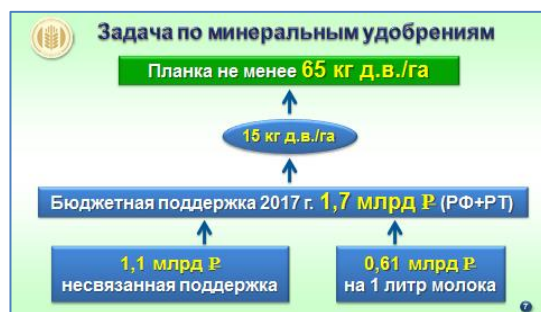 Задача по минеральным удобрениям
Планка не менее 65 кг д.в./га
15 кг д.в./га
Бюджетная поддержка 2017 г. 1,7 млрд ₽ (РФ+РТ)
1,1 млрд ₽
несвязанная поддержка
0,61 млрд ₽
на 1 литр молока
7